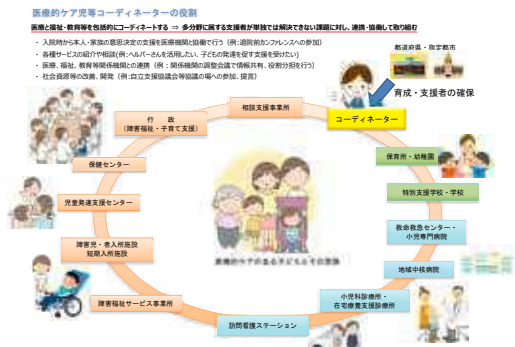 医療的ケア児等コーディネーターの役割
医療と福祉・教育等を包括的にコーディネートする ⇒ 多分野に属する支援者が単独では解決できない課題に対し、連携・協働して取り組む
・ 入院時から本人・家族の意思決定の支援を医療機関と協働で行う（例：退院前カンファレンスへの参加）
・ 各種サービスの紹介や相談(例:ヘルパーさんを活用したい、子どもの発達を促す支援を受けたい)
・ 医療、福祉、教育等関係機関との連携（例：関係機関の調整会議で情報共有、役割分担を行う）
・ 社会資源等の改善、開発（例:自立支援協議会等協議の場への参加、提言）
都道府県・指定都市
育成・支援者の確保
相談支援事業所
コーディネーター
行 政
（障害福祉・子育て支援）
保育所・幼稚園
保健センター
特別支援学校・学校
児童発達支援センター
救命救急センター・
小児専門病院
障害児・者入所施設
短期入所施設
医療的ケアがある子どもとその家族
地域中核病院
小児科診療所・
在宅療養支援診療所
障害福祉サービス事業所
訪問看護ステーション